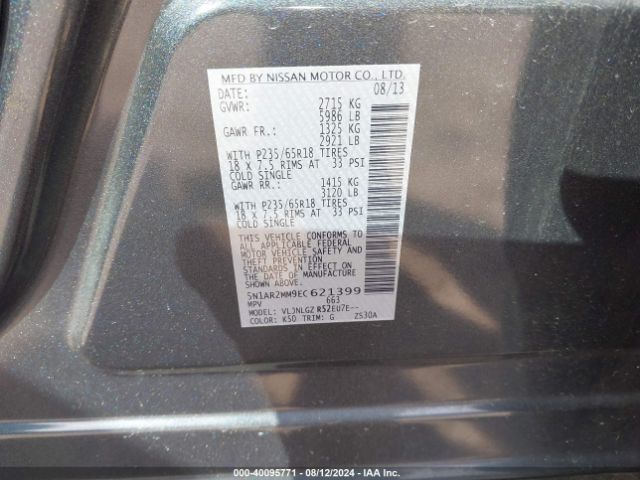 MFD BY NISSAN MOTOR CO., LTD.
DATE: 08/13
GVWR: 2715 KG
5986 LB
GAWR FR.: 1325 KG
2921 LB
WITH P235/65R18 TIRES
18 X 7.5 RIMS AT 33 PSI
COLD SINGLE
GAWR RR.: 1415 KG
3120 LB
WITH P235/65R18 TIRES
18 X 7.5 RIMS AT 33 PSI
COLD SINGLE
THIS VEHICLE CONFORMS TO
ALL APPLICABLE FEDERAL
MOTOR VEHICLE SAFETY AND
THEFT PREVENTION
STANDARDS IN EFFECT ON
THE DATE OF MANUFACTURE
SHOWN ABOVE.
5N1AR2MM9EC621399
MPV 663
MODEL: VLJNLGZ R52EU7E--
COLOR: K50 TRIM: G Z530A
000-40095771 - 08/12/2024 - IAA Inc.